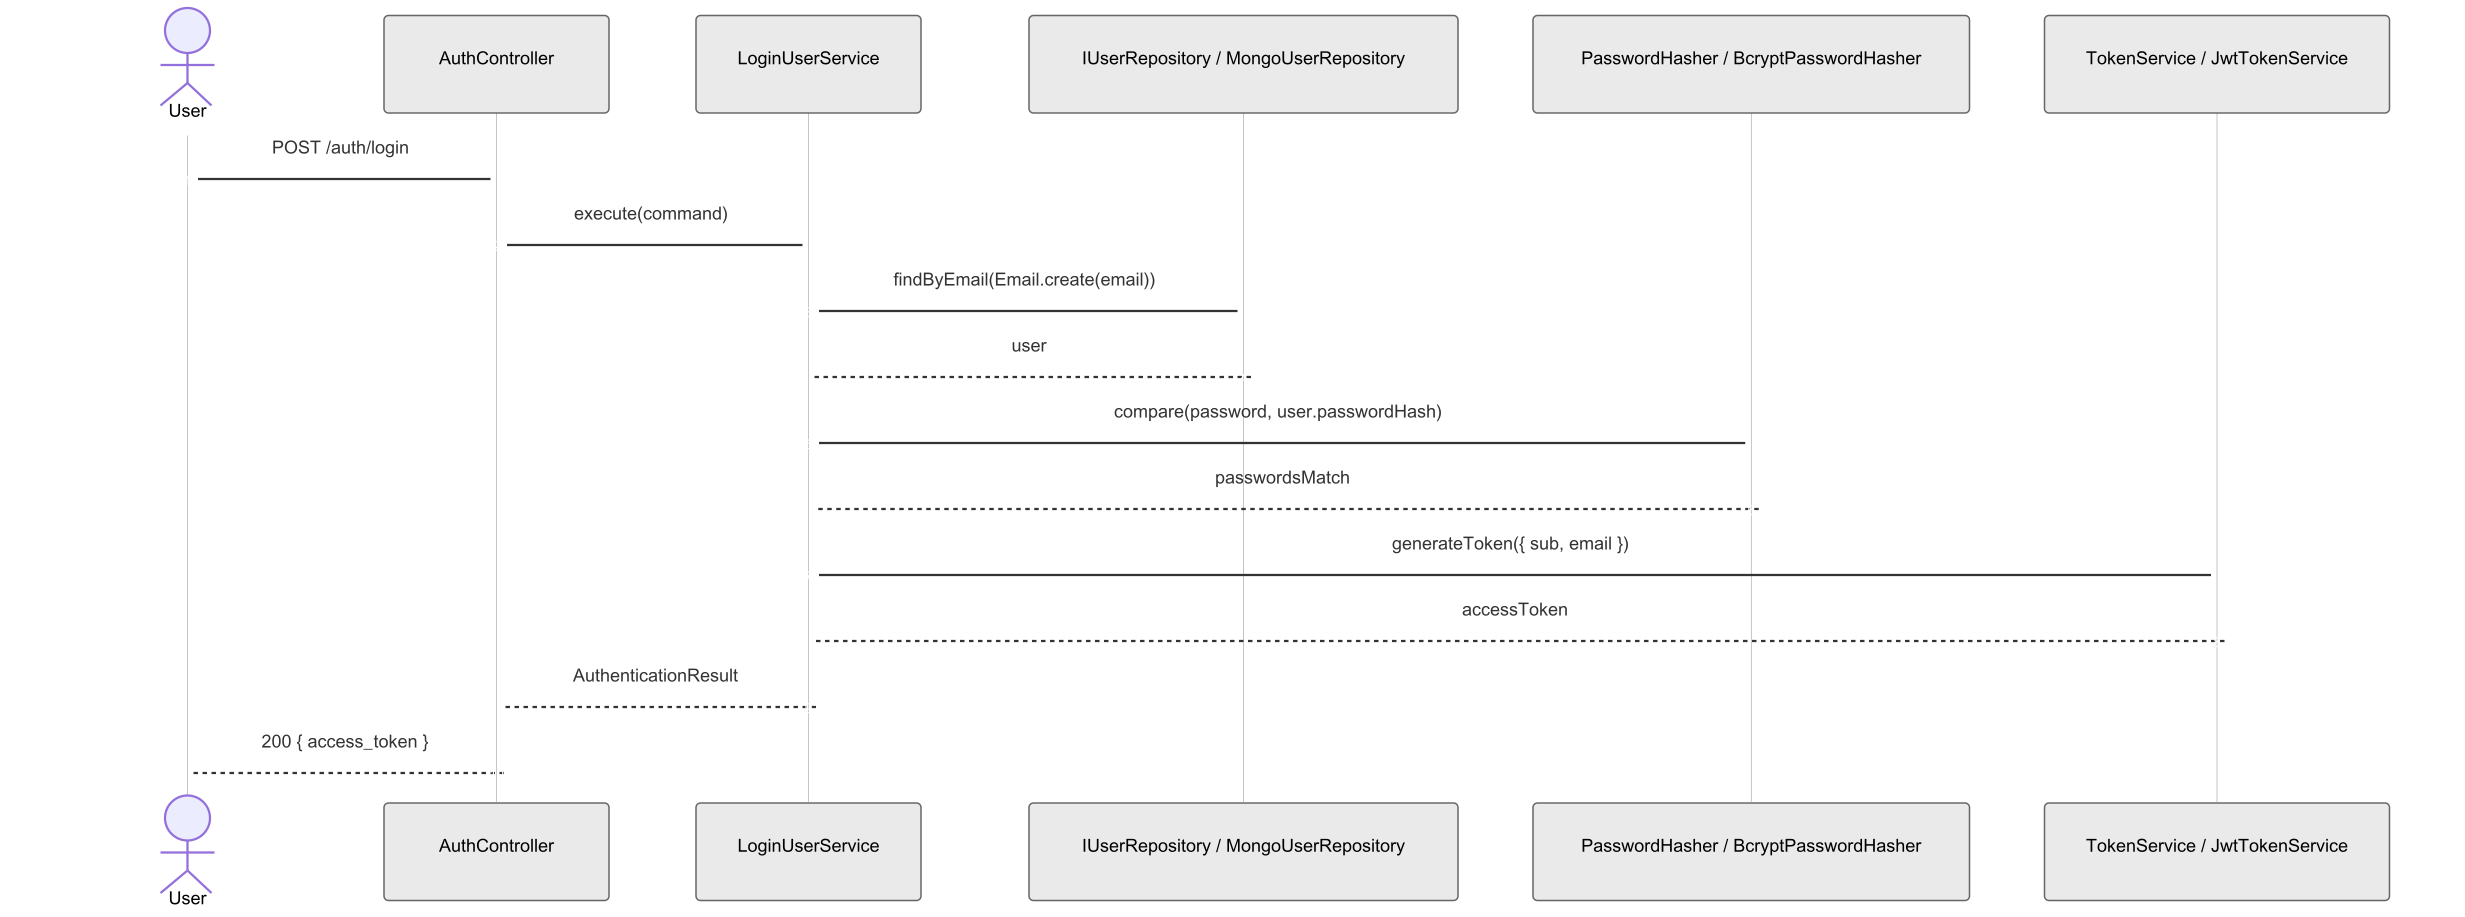 User
AuthController
LoginUserService
IUserRepository / MongoUserRepository
PasswordHasher / BcryptPasswordHasher
TokenService / JwtTokenService
POST /auth/login
execute(command)
findByEmail(Email.create(email))
user
compare(password, user.passwordHash)
passwordsMatch
generateToken({ sub, email })
accessToken
AuthenticationResult
200 { access_token }
User
AuthController
LoginUserService
IUserRepository / MongoUserRepository
PasswordHasher / BcryptPasswordHasher
TokenService / JwtTokenService